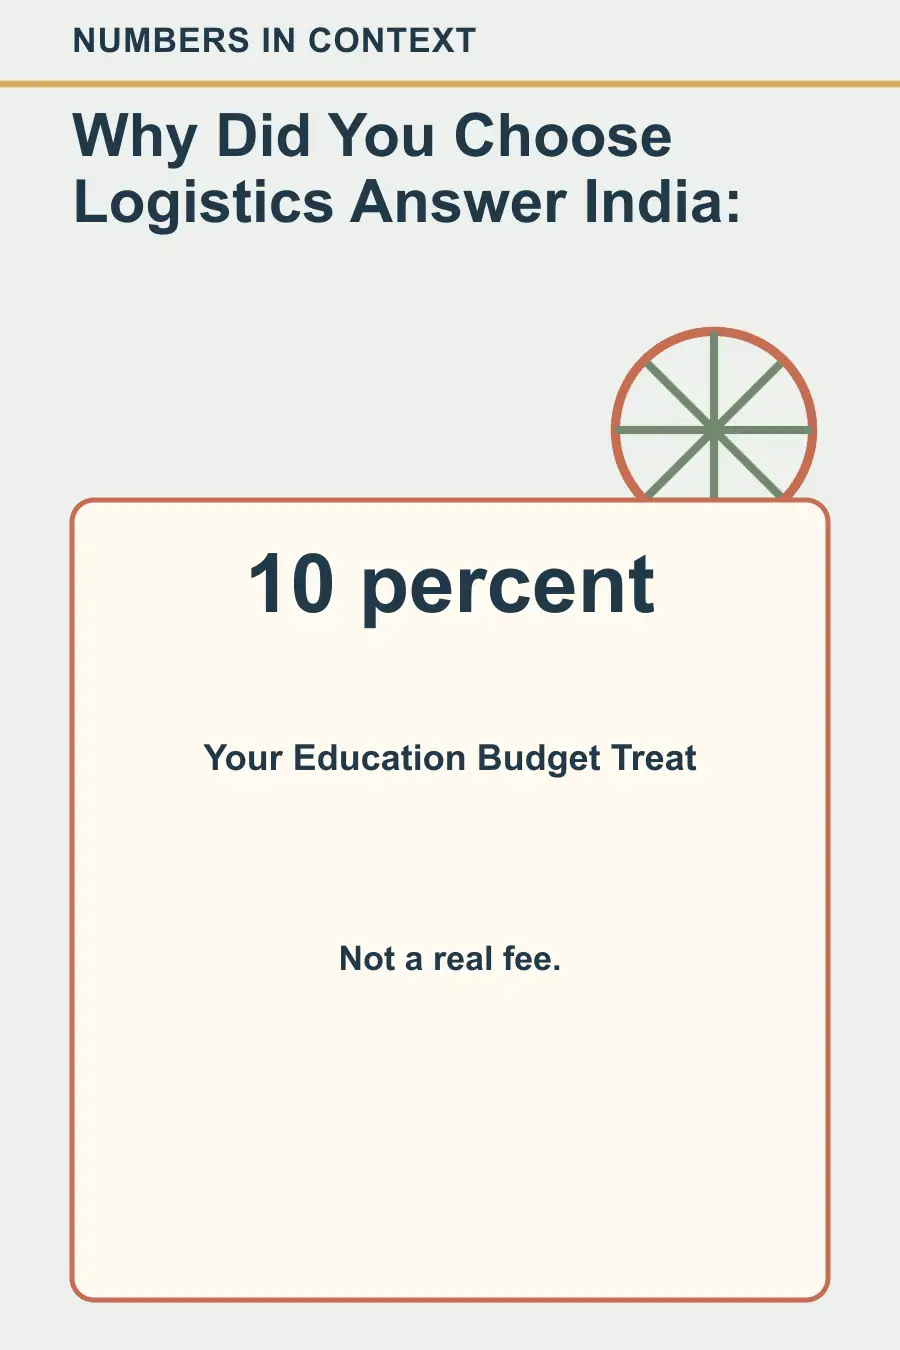 NUMBERS IN CONTEXT
Why Did You Choose
Logistics Answer India:
10 percent
Your Education Budget Treat
Not a real fee.